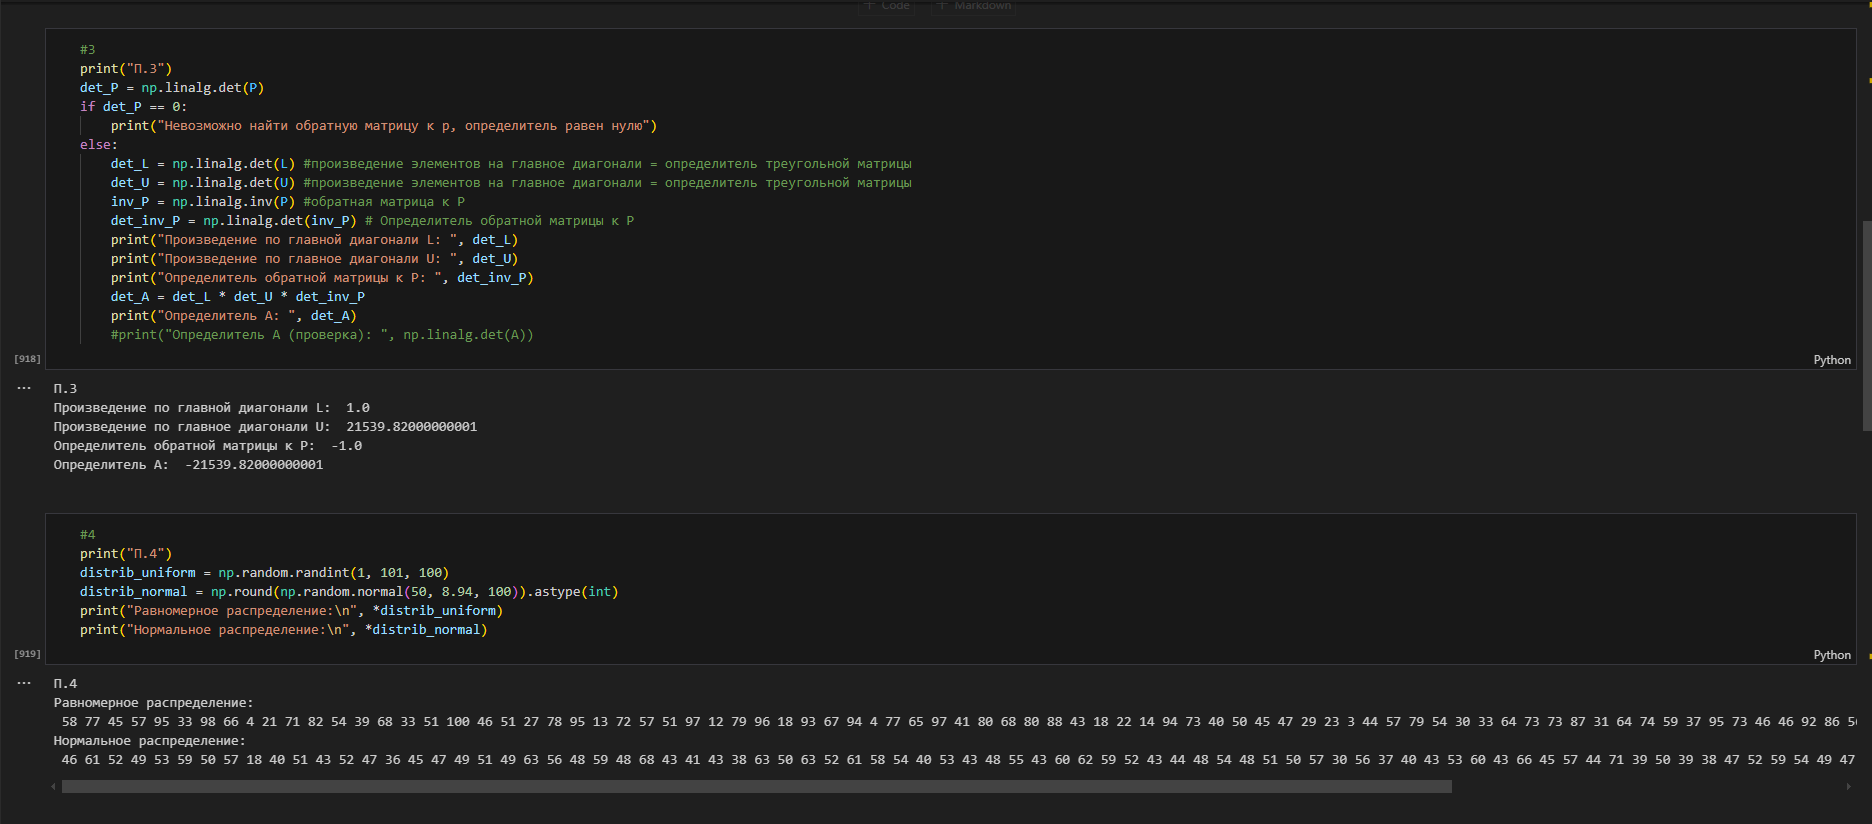 + Code + Markdown
#3
print("П.3")
det_P = np.linalg.det(P)
if det_P == 0:
    print("Невозможно найти обратную матрицу к p, определитель равен нулю")
else:
    det_L = np.linalg.det(L) #произведение элементов на главное диагонали = определитель треугольной матрицы
    det_U = np.linalg.det(U) #произведение элементов на главное диагонали = определитель треугольной матрицы
    inv_P = np.linalg.inv(P) #обратная матрица к P
    det_inv_P = np.linalg.det(inv_P) # Определитель обратной матрицы к P
    print("Произведение по главной диагонали L: ", det_L)
    print("Произведение по главное диагонали U: ", det_U)
    print("Определитель обратной матрицы к P: ", det_inv_P)
    det_A = det_L * det_U * det_inv_P
    print("Определитель A: ", det_A)
    #print("Определитель A (проверка): ", np.linalg.det(A))
[918]
Python
... П.3
Произведение по главной диагонали L:  1.0
Произведение по главное диагонали U:  21539.82000000001
Определитель обратной матрицы к P:  -1.0
Определитель A:  -21539.82000000001
#4
print("П.4")
distrib_uniform = np.random.randint(1, 101, 100)
distrib_normal = np.round(np.random.normal(50, 8.94, 100)).astype(int)
print("Равномерное распределение:\n", *distrib_uniform)
print("Нормальное распределение:\n", *distrib_normal)
[919]
Python
... П.4
Равномерное распределение:
 58 77 45 57 95 33 98 66 4 21 71 82 54 39 68 33 51 100 46 51 27 78 95 13 72 57 51 97 12 79 96 18 93 67 94 4 77 65 97 41 80 68 80 88 43 18 22 14 94 73 40 50 45 47 29 23 3 44 57 79 54 30 33 64 73 73 87 31 64 74 59 37 95 73 46 46 92 86
Нормальное распределение:
 46 61 52 49 53 59 50 57 18 40 51 43 52 47 36 45 47 49 51 49 63 56 48 59 48 68 43 41 43 38 63 50 63 52 61 58 54 40 53 43 48 55 43 60 62 59 52 43 44 48 54 48 51 50 57 30 56 37 40 43 53 60 43 66 45 57 44 71 39 50 39 38 47 52 59 54 49 47